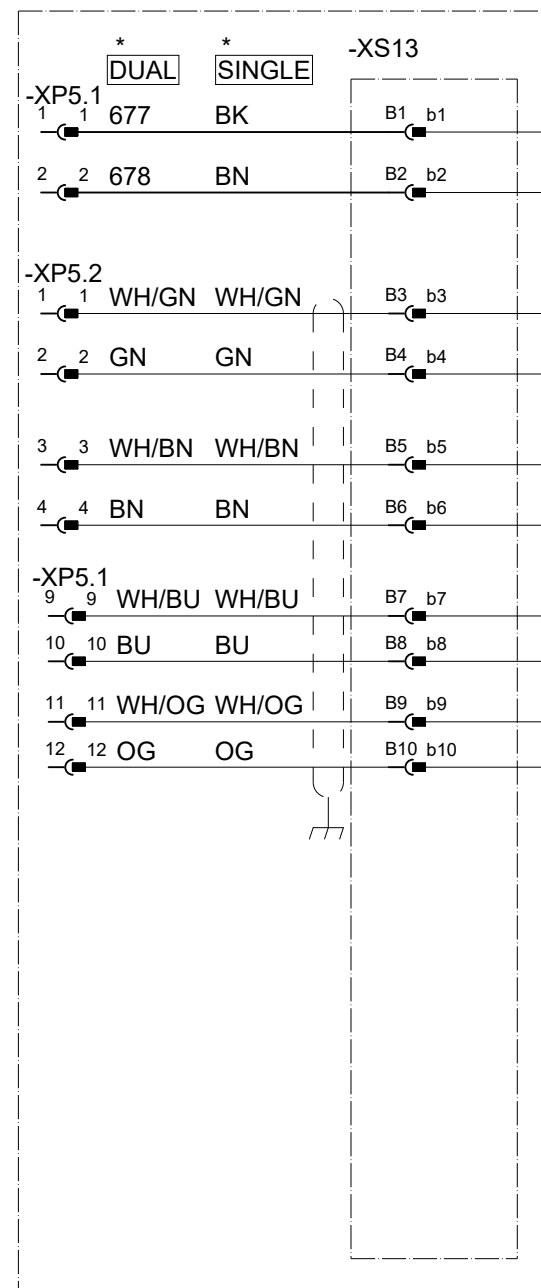 * *
DUAL SINGLE -XS13
-XP5.1
1 1 677 BK B1 b1
2 2 678 BN B2 b2
-XP5.2
1 1 WH/GN WH/GN B3 b3
2 2 GN GN B4 b4
3 3 WH/BN WH/BN B5 b5
4 4 BN BN B6 b6
-XP5.1
9 9 WH/BU WH/BU B7 b7
10 10 BU BU B8 b8
11 11 WH/OG WH/OG B9 b9
12 12 OG OG B10 b10